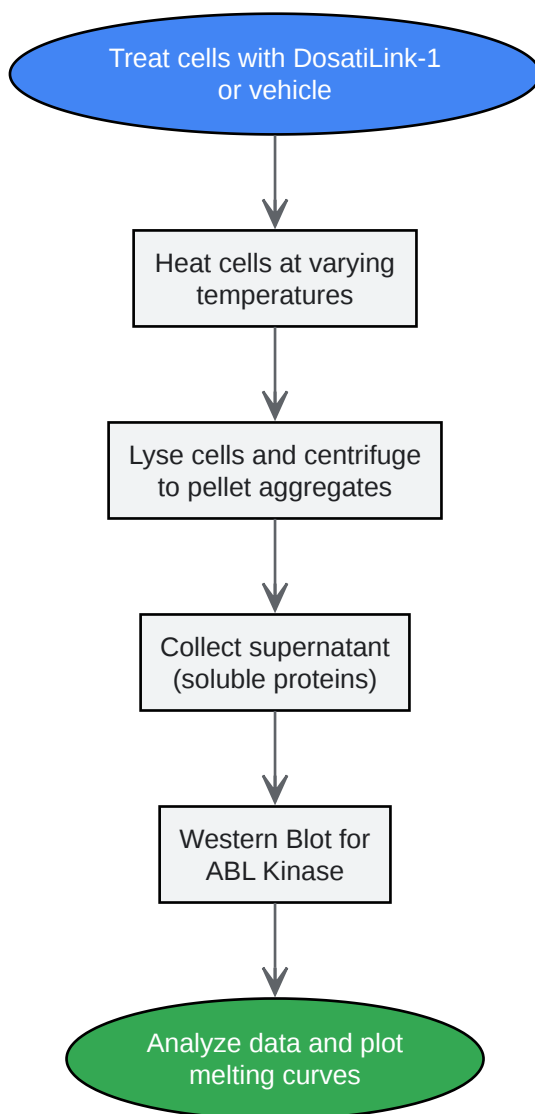 Treat cells with DosatiLink-1
or vehicle
Heat cells at varying
temperatures
Lyse cells and centrifuge
to pellet aggregates
Collect supernatant
(soluble proteins)
Western Blot for
ABL Kinase
Analyze data and plot
melting curves